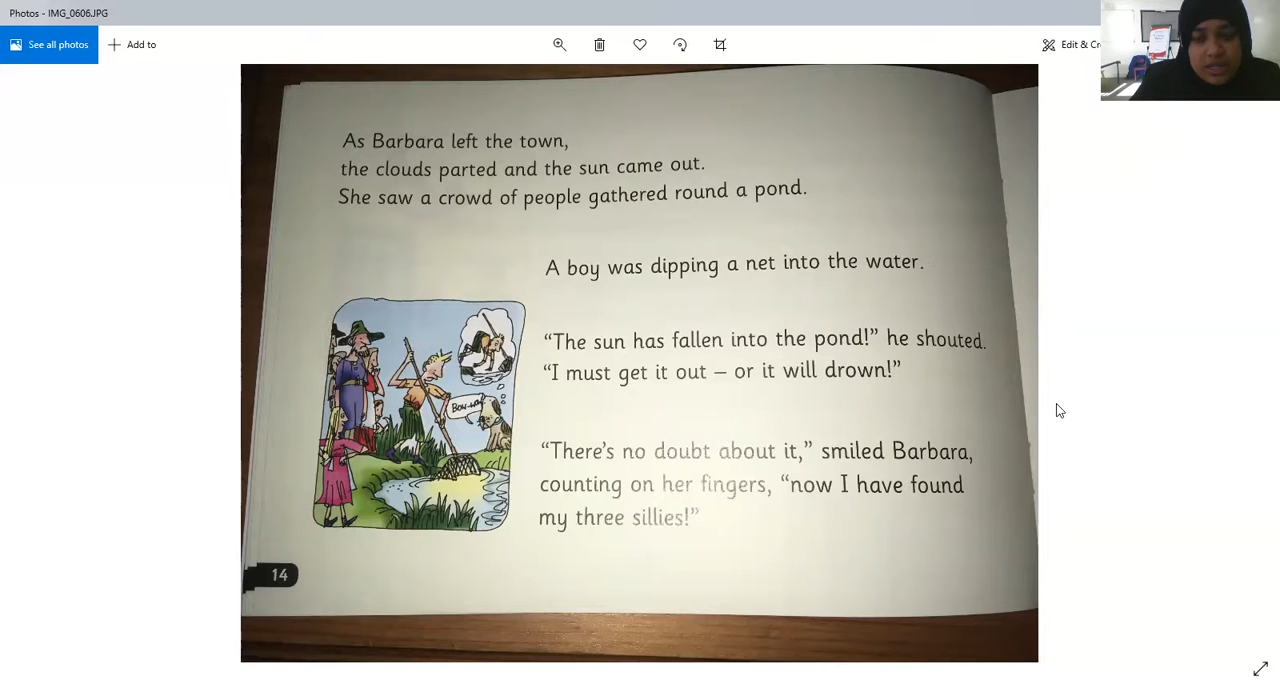 Photos - IMG_0606.JPG
See all photos
Add to
Edit & Cr
As Barbara left the town,
the clouds parted and the sun came out.
She saw a crowd of people gathered round a pond.
A boy was dipping a net into the water.
“The sun has fallen into the pond!” he shouted.
“I must get it out – or it will drown!”
“There’s no doubt about it,” smiled Barbara,
counting on her fingers, “now I have found
my three sillies!”
14